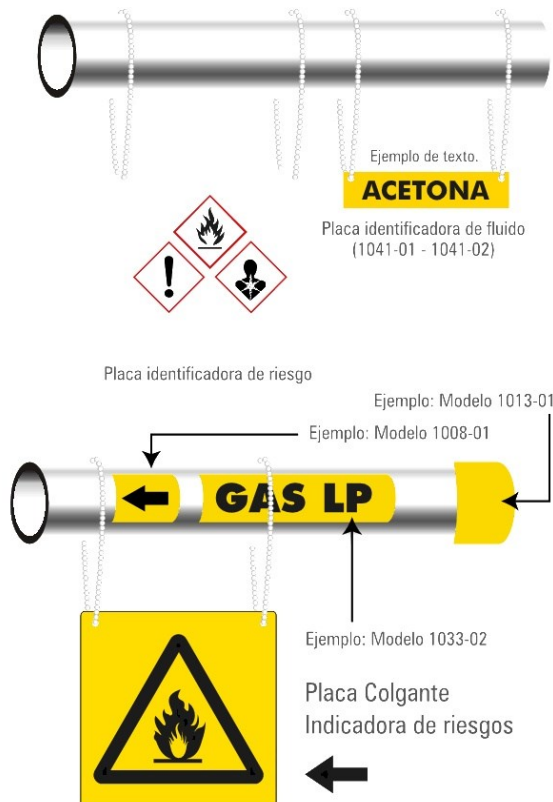 Ejemplo de texto.
ACETONA
Placa identificadora de fluido
(1041-01 - 1041-02)
Placa identificadora de riesgo
Ejemplo: Modelo 1013-01
Ejemplo: Modelo 1008-01
GAS LP
Ejemplo: Modelo 1033-02
Placa Colgante
Indicadora de riesgos